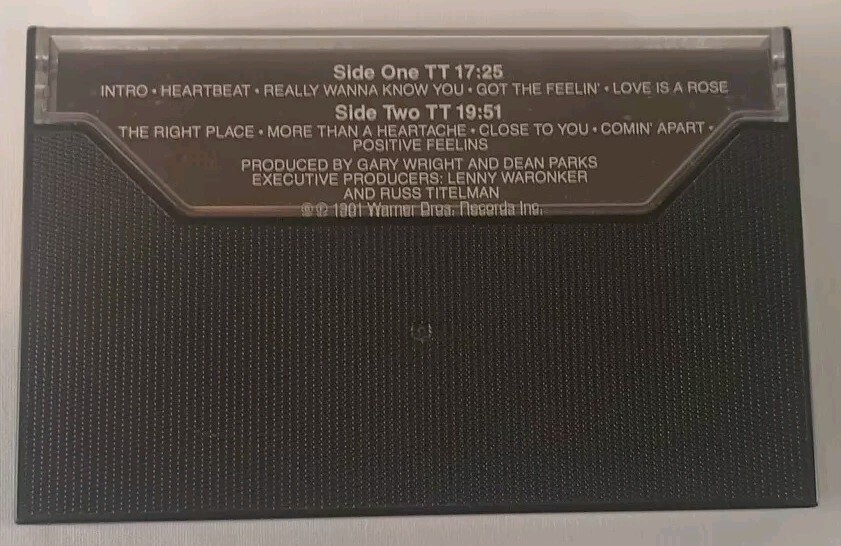 Side One TT 17:25
INTRO • HEARTBEAT • REALLY WANNA KNOW YOU • GOT THE FEELIN' • LOVE IS A ROSE
Side Two TT 19:51
THE RIGHT PLACE • MORE THAN A HEARTACHE • CLOSE TO YOU • COMIN' APART •
POSITIVE FEELINS
PRODUCED BY GARY WRIGHT AND DEAN PARKS
EXECUTIVE PRODUCERS: LENNY WARONKER
AND RUSS TITELMAN
© ℗ 1981 Warner Bros. Records Inc.